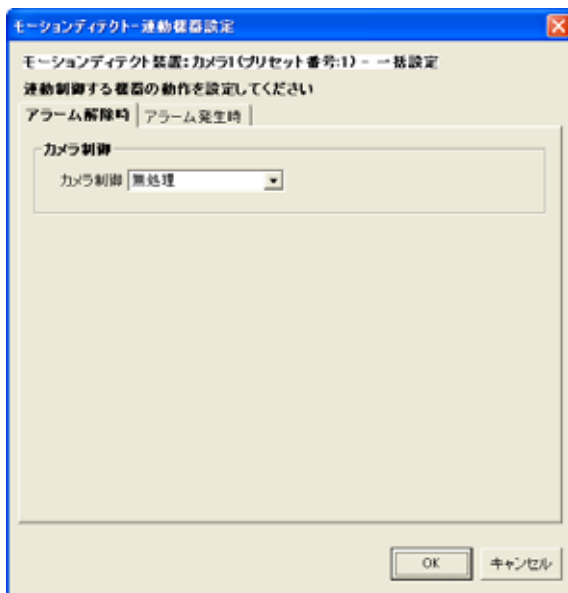 モーションディテクト-連動機器設定
モーションディテクト装置:カメラ1(プリセット番号:1) - 一括設定
連動制御する機器の動作を設定してください
アラーム解除時 アラーム発生時
カメラ制御
カメラ制御 無処理
OK キャンセル